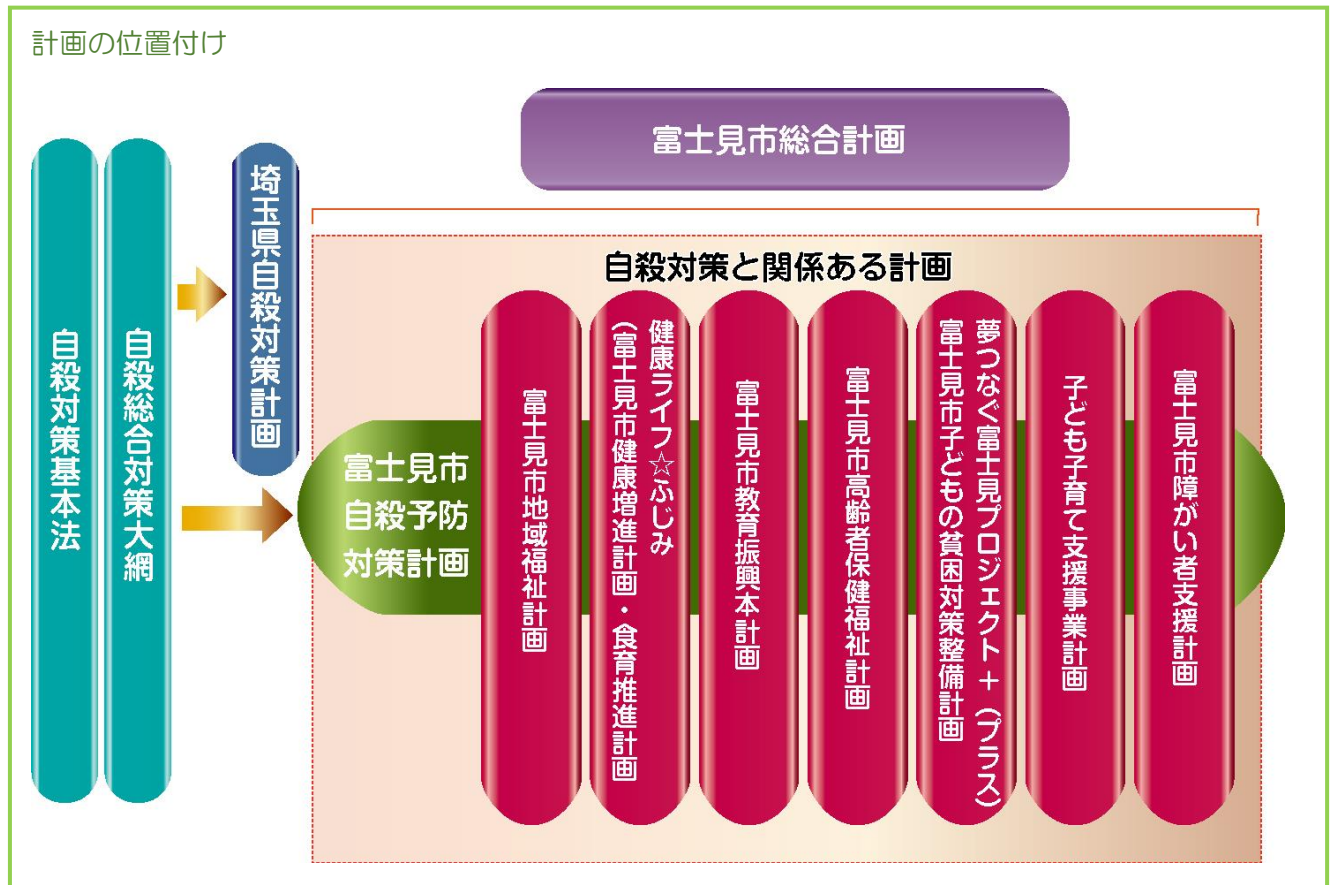 計画の位置付け
富士見市総合計画
自殺対策基本法
自殺総合対策大綱
埼玉県自殺対策計画
自殺対策と関係ある計画
富士見市
自殺予防
対策計画
富士見市地域福祉計画
健康ライフ☆ふじみ
（富士見市健康増進計画・食育推進計画）
富士見市教育振興本計画
富士見市高齢者保健福祉計画
夢つなぐ富士見プロジェクト＋（プラス）
富士見市子どもの貧困対策整備計画
子ども子育て支援事業計画
富士見市障がい者支援計画